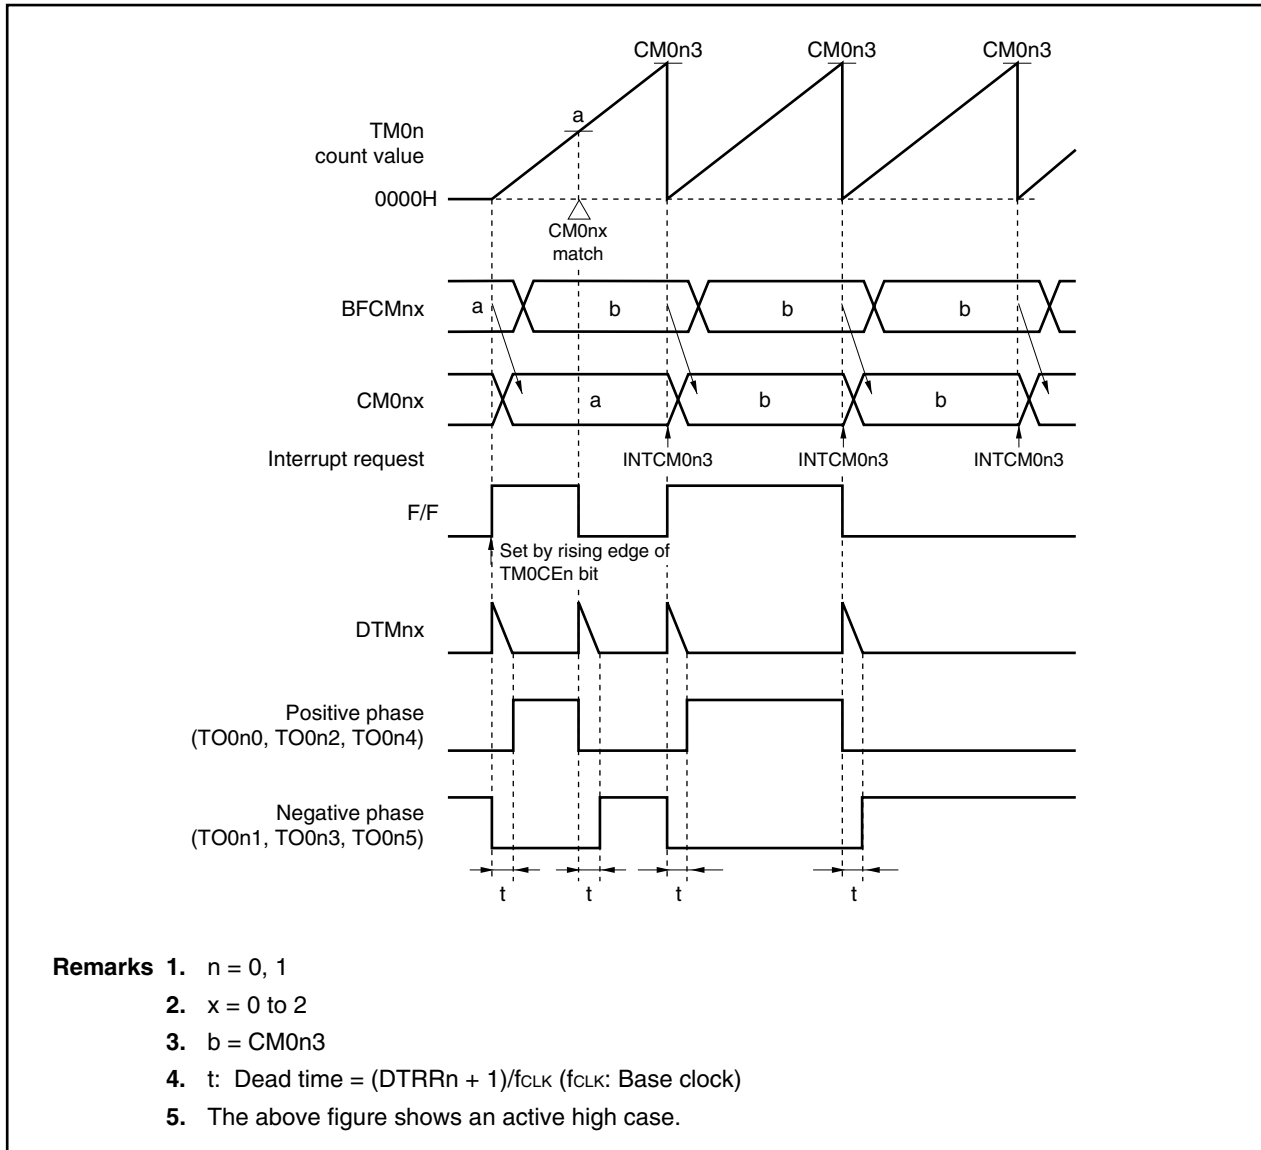 CM0n3 CM0n3 CM0n3
a
TM0n
count value
0000H
CM0nx
match
BFCMnx a b b b
CM0nx a b b
Interrupt request INTCM0n3 INTCM0n3 INTCM0n3
F/F
Set by rising edge of
TM0CEn bit
DTMnx
Positive phase
(TO0n0, TO0n2, TO0n4)
Negative phase
(TO0n1, TO0n3, TO0n5)
t t t t
Remarks 1. n = 0, 1
2. x = 0 to 2
3. b = CM0n3
4. t: Dead time = (DTRRn + 1)/fCLK (fCLK: Base clock)
5. The above figure shows an active high case.